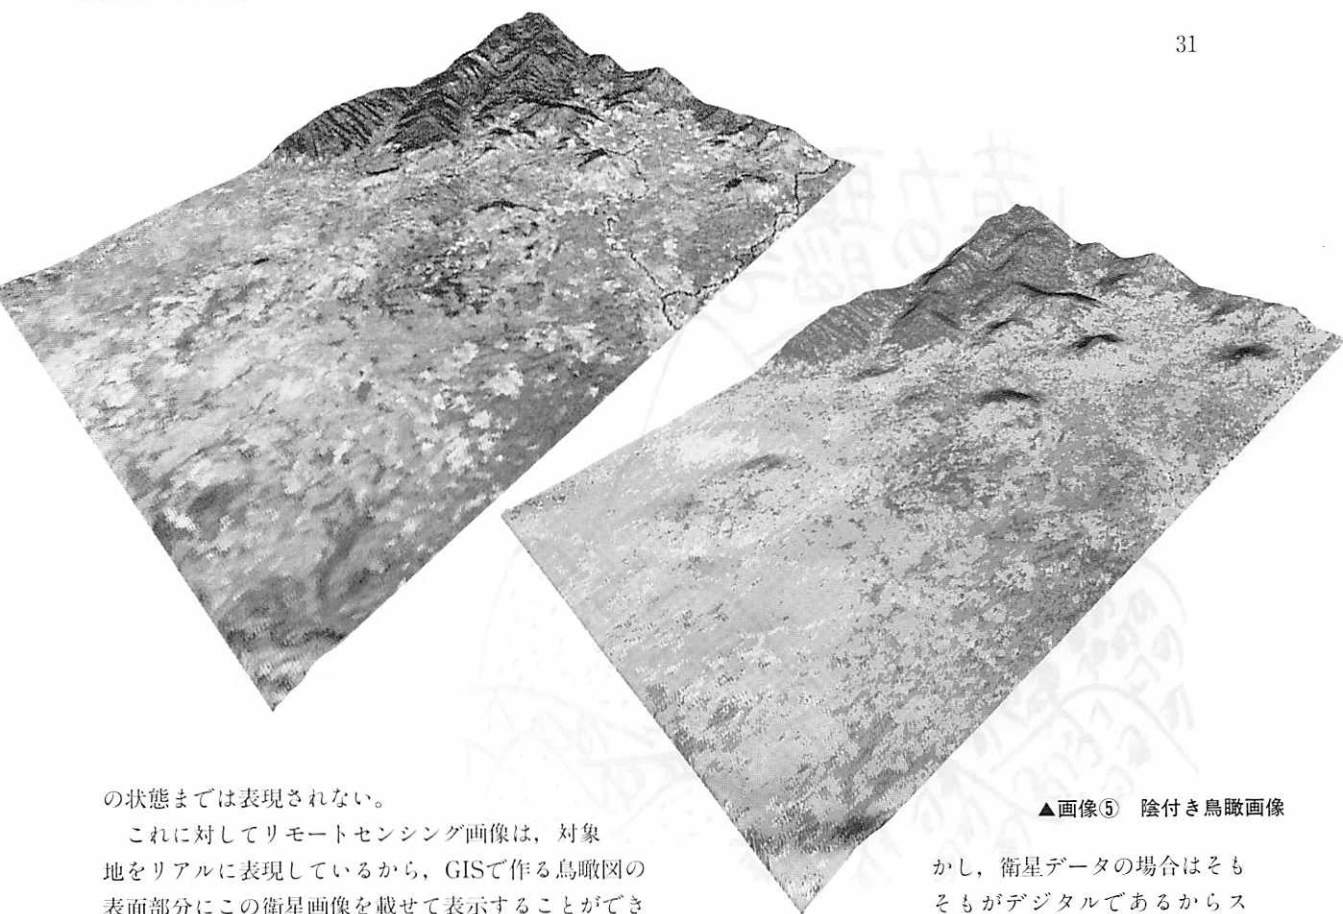 31
の状態までは表現されない。
これに対してリモートセンシング画像は，対象
地をリアルに表現しているから，GISで作る鳥瞰図の
表面部分にこの衛星画像を載せて表示することができ
▲画像⑤　陰付き鳥瞰画像
かし，衛星データの場合はそも
そもがデジタルであるからス